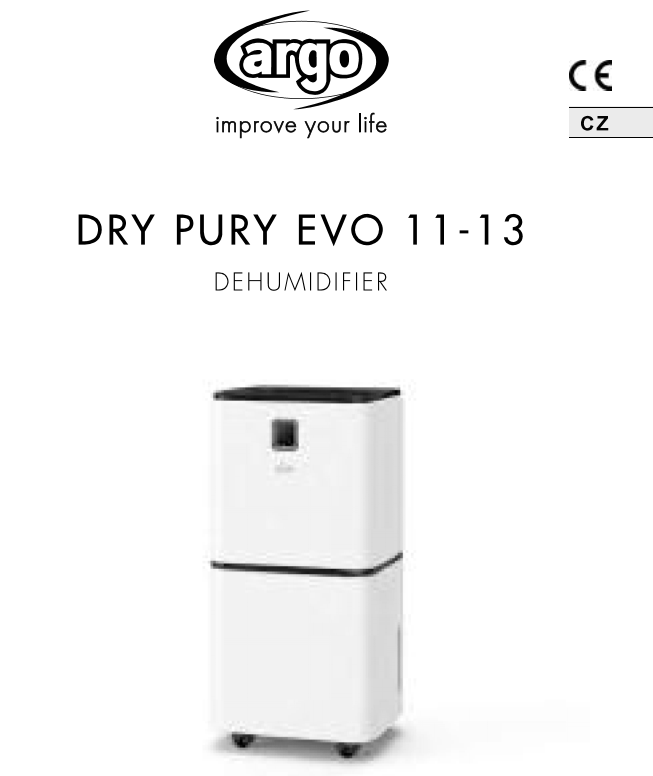 argo
improve your life
CE
CZ
DRY PURY EVO 11-13
DEHUMIDIFIER